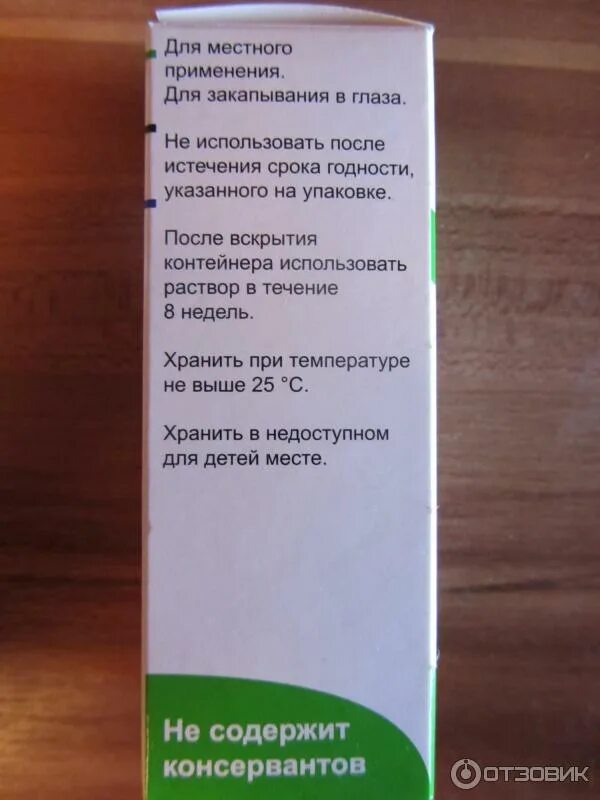 Для местного
применения.
Для закапывания в глаза.
Не использовать после
истечения срока годности,
указанного на упаковке.
После вскрытия
контейнера использовать
раствор в течение
8 недель.
Хранить при температуре
не выше 25 °C.
Хранить в недоступном
для детей месте.
Не содержит
консервантов
ОТЗОВИК